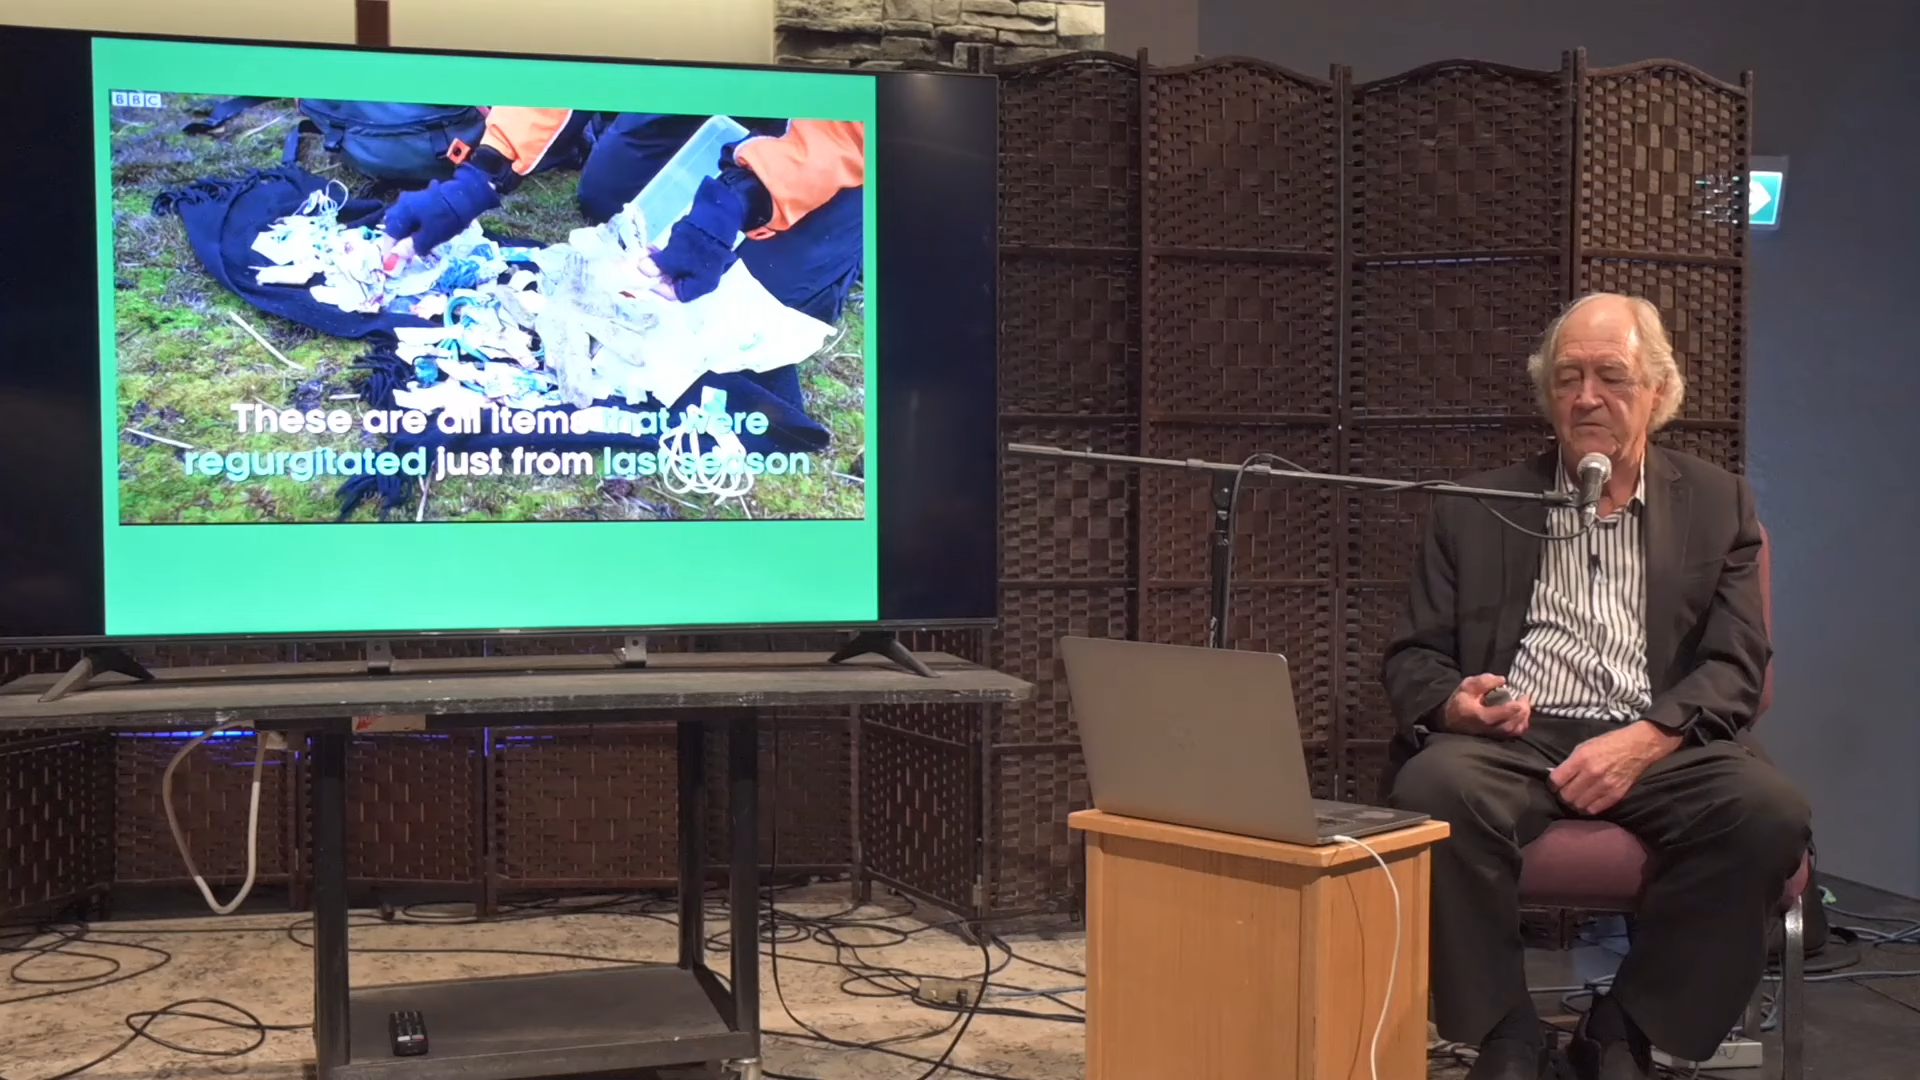 BBC
These are all items that were
regurgitated just from last season